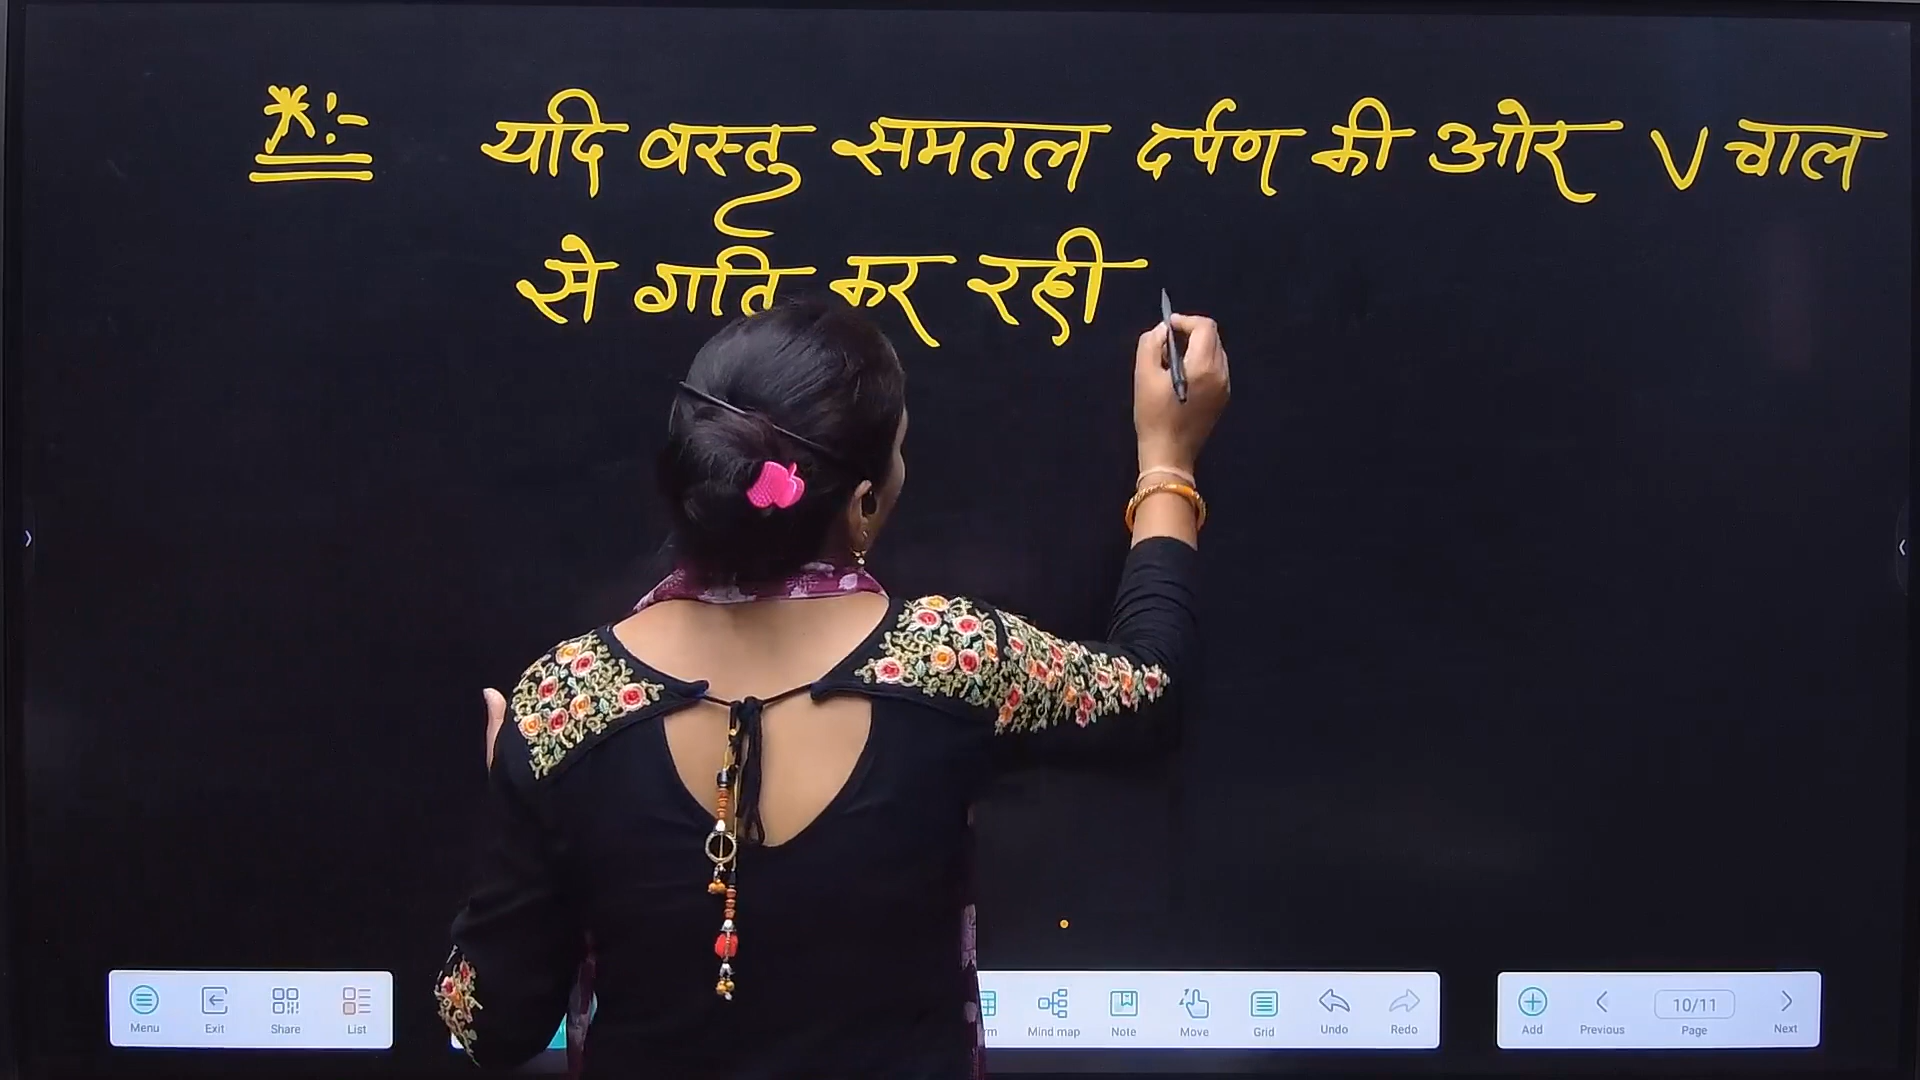 *:- यदि वस्तु समतल दर्पण की ओर V चाल
से गति कर रही
Menu Exit Share List Mind map Note Move Grid Undo Redo Add Previous 10/11 Page Next